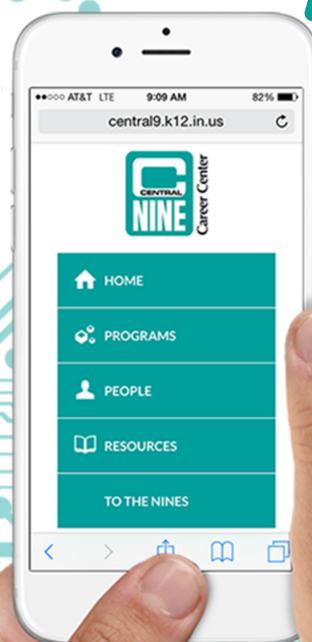 AT&T LTE 9:09 AM 82%
central9.k12.in.us
C
CENTRAL
NINE
Career Center
HOME
PROGRAMS
PEOPLE
RESOURCES
TO THE NINES